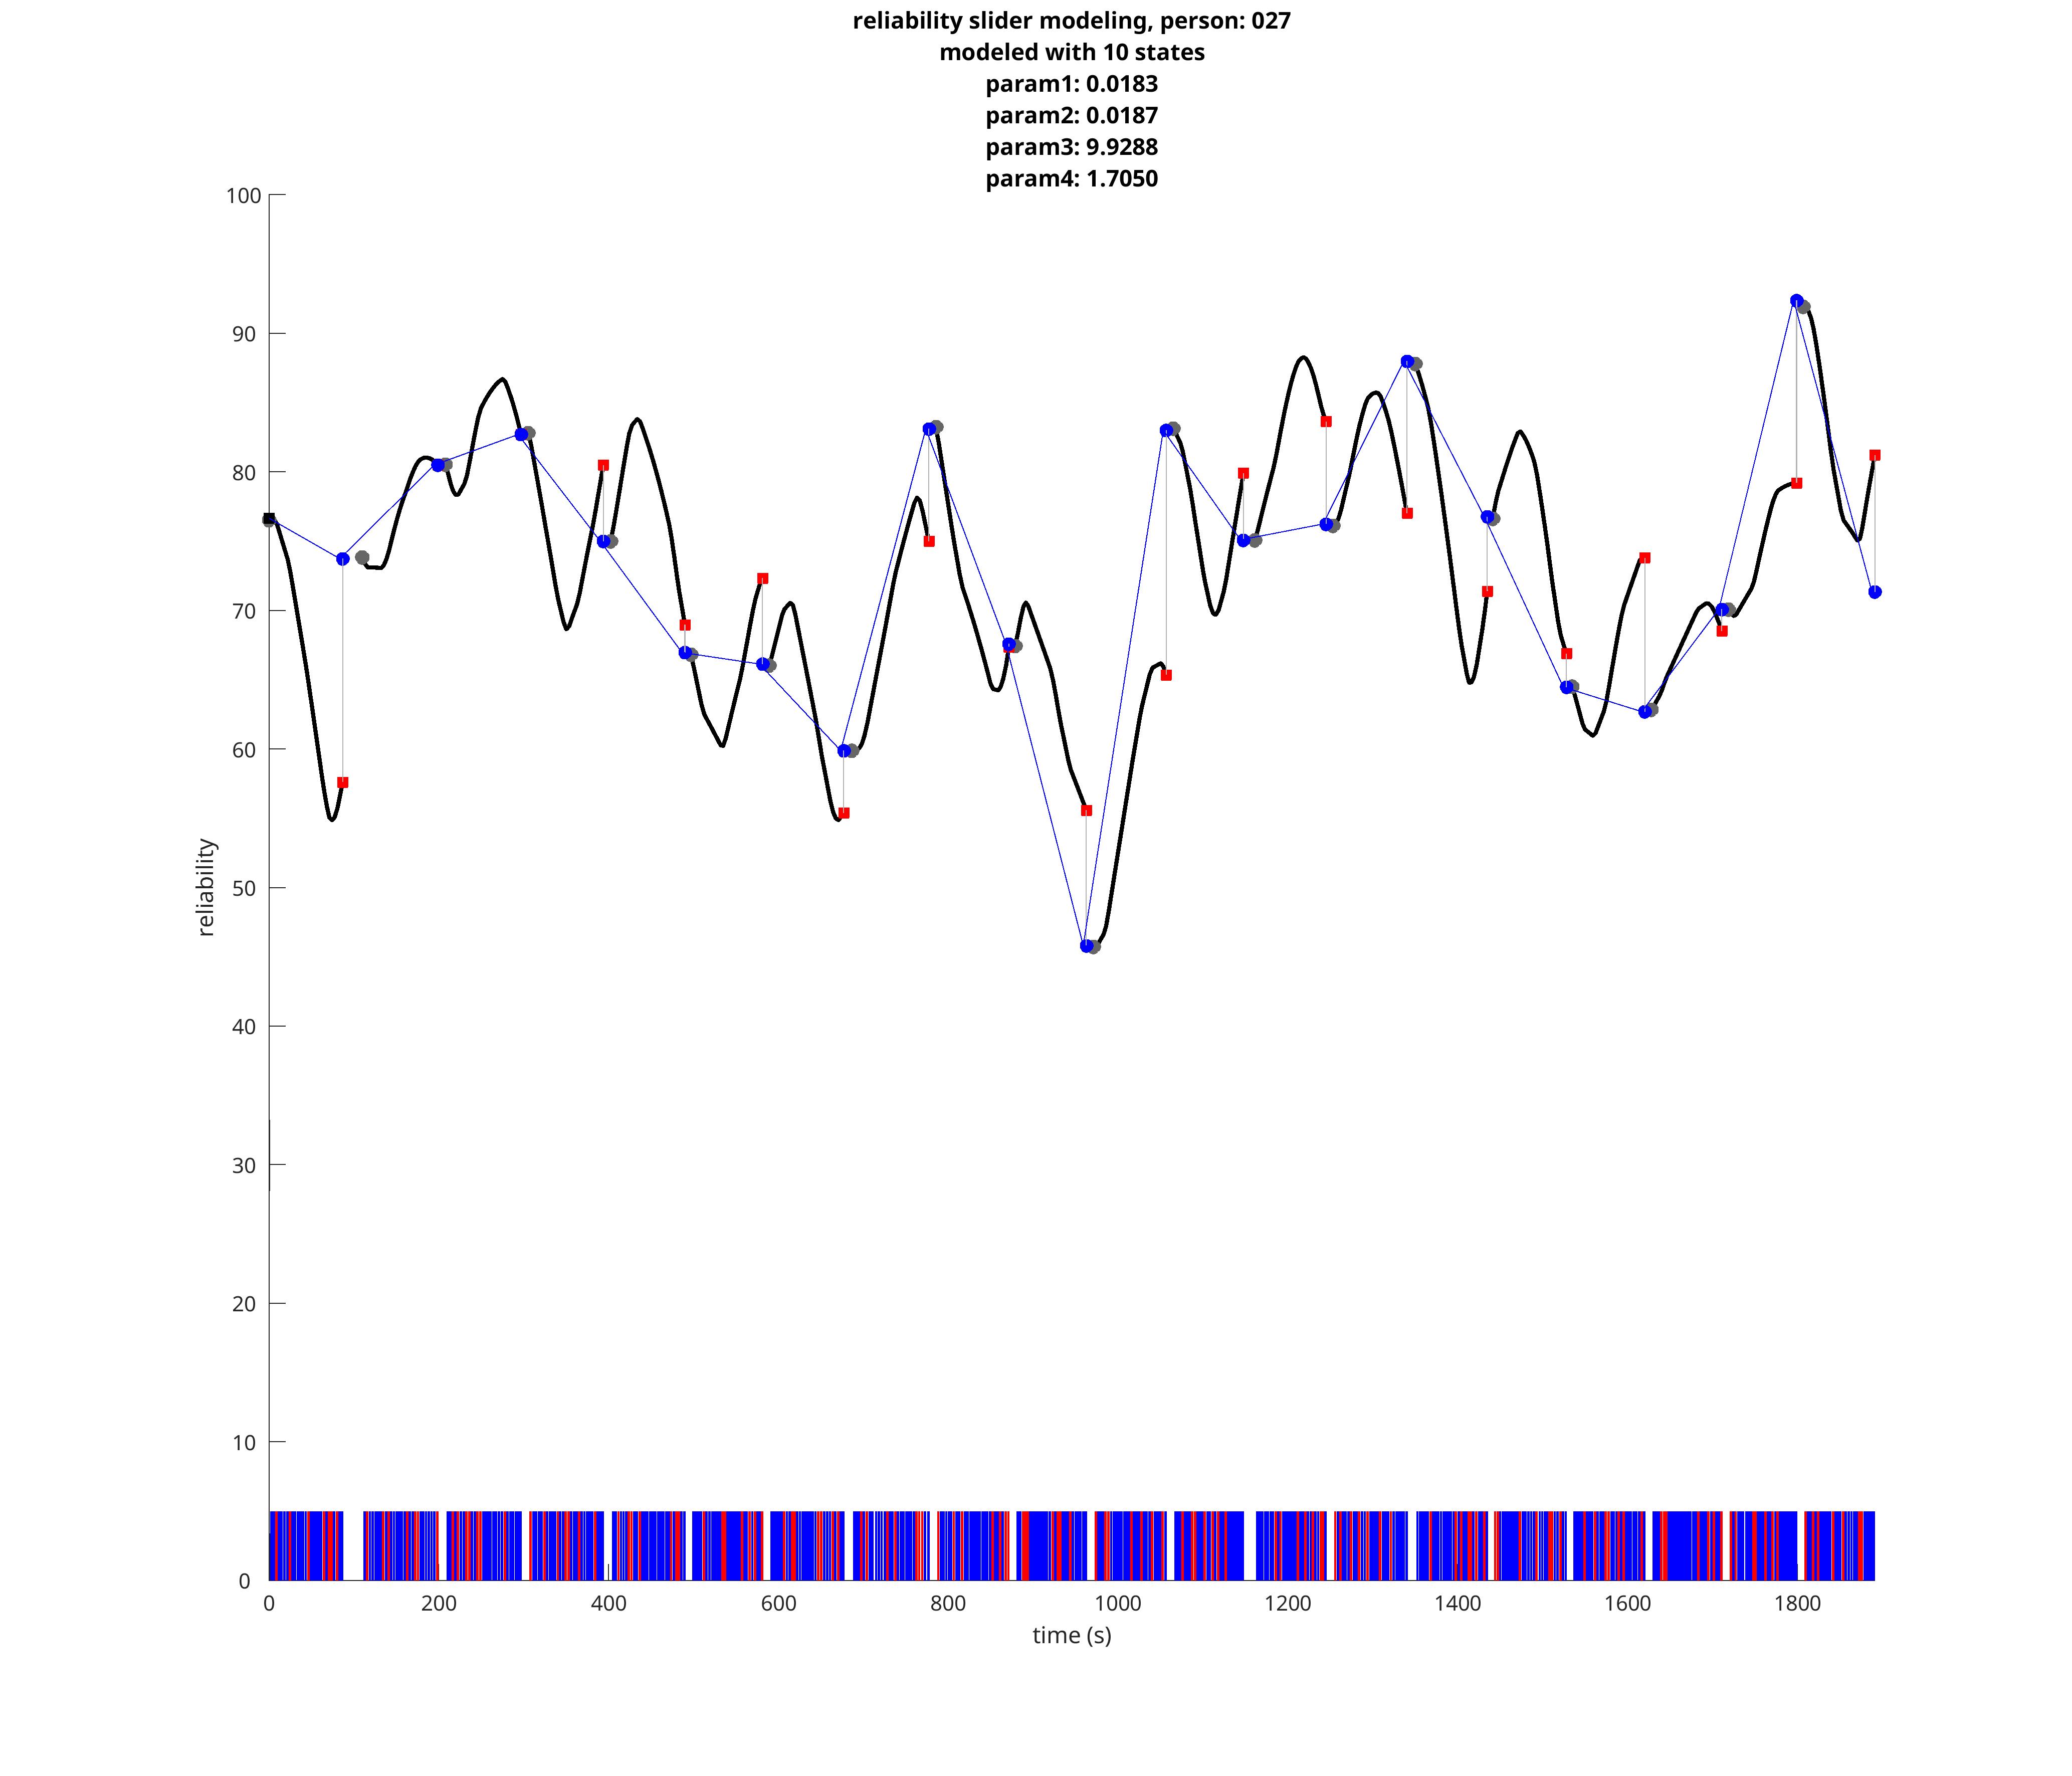 reliability slider modeling, person: 027
modeled with 10 states
param1: 0.0183
param2: 0.0187
param3: 9.9288
param4: 1.7050
100
90
80
70
60
50
40
30
20
10
0
reliability
0 200 400 600 800 1000 1200 1400 1600 1800
time (s)